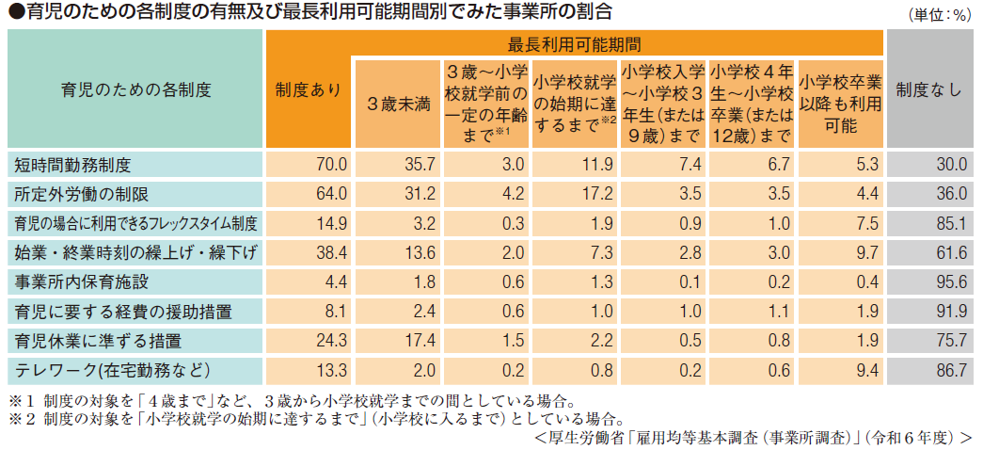 ●育児のための各制度の有無及び最長利用可能期間別でみた事業所の割合
（単位：%）
育児のための各制度
制度あり
最長利用可能期間
３歳未満
３歳～小学
校就学前の
一定の年齢
まで※1
小学校就学
の始期に達
するまで※2
小学校入学
～小学校３
年生（または
９歳）まで
小学校４年
生～小学校
卒業（または
12歳）まで
小学校卒業
以降も利用
可能
制度なし
短時間勤務制度 70.0 35.7 3.0 11.9 7.4 6.7 5.3 30.0
所定外労働の制限 64.0 31.2 4.2 17.2 3.5 3.5 4.4 36.0
育児の場合に利用できるフレックスタイム制度 14.9 3.2 0.3 1.9 0.9 1.0 7.5 85.1
始業・終業時刻の繰上げ・繰下げ 38.4 13.6 2.0 7.3 2.8 3.0 9.7 61.6
事業所内保育施設 4.4 1.8 0.6 1.3 0.1 0.2 0.4 95.6
育児に要する経費の援助措置 8.1 2.4 0.6 1.0 1.0 1.1 1.9 91.9
育児休業に準ずる措置 24.3 17.4 1.5 2.2 0.5 0.8 1.9 75.7
テレワーク(在宅勤務など） 13.3 2.0 0.2 0.8 0.2 0.6 9.4 86.7
※１ 制度の対象を「４歳まで」など、３歳から小学校就学までの間としている場合。
※２ 制度の対象を「小学校就学の始期に達するまで」（小学校に入るまで）としている場合。
＜厚生労働省「雇用均等基本調査（事業所調査）」（令和６年度）＞